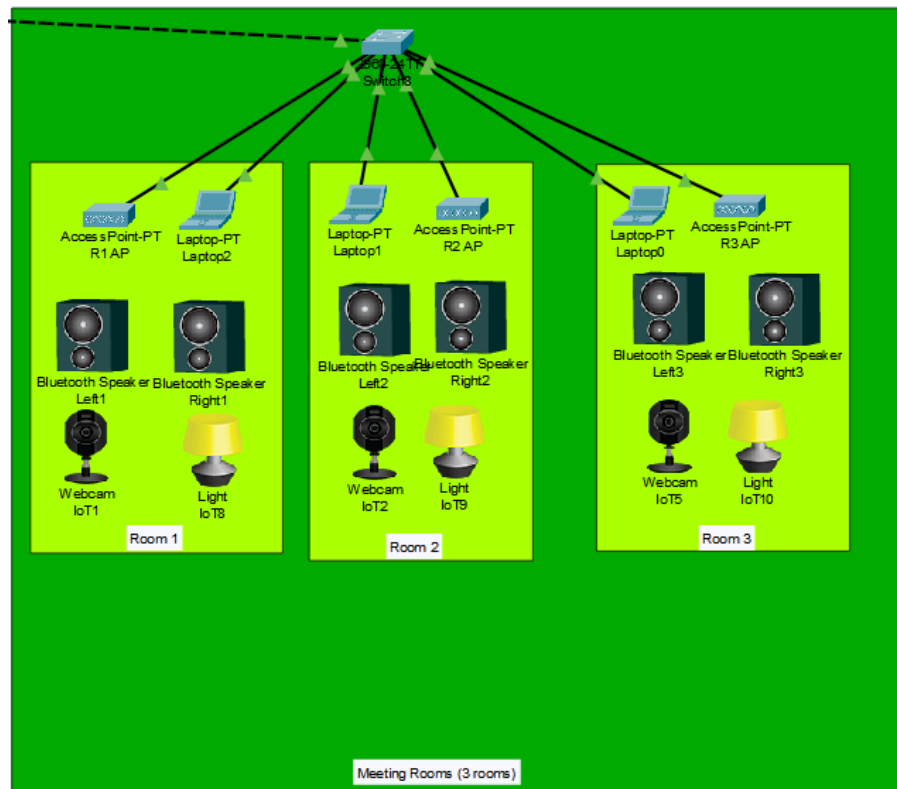 Switch3
AccessPoint-PT
R1 AP
Laptop-PT
Laptop2
Laptop-PT
Laptop1
AccessPoint-PT
R2 AP
Laptop-PT
Laptop0
AccessPoint-PT
R3 AP
Bluetooth Speaker
Left1
Bluetooth Speaker
Right1
Bluetooth Speaker
Left2
Bluetooth Speaker
Right2
Bluetooth Speaker
Left3
Bluetooth Speaker
Right3
Webcam
IoT1
Light
IoT8
Webcam
IoT2
Light
IoT9
Webcam
IoT5
Light
IoT10
Room 1
Room 2
Room 3
Meeting Rooms (3 rooms)